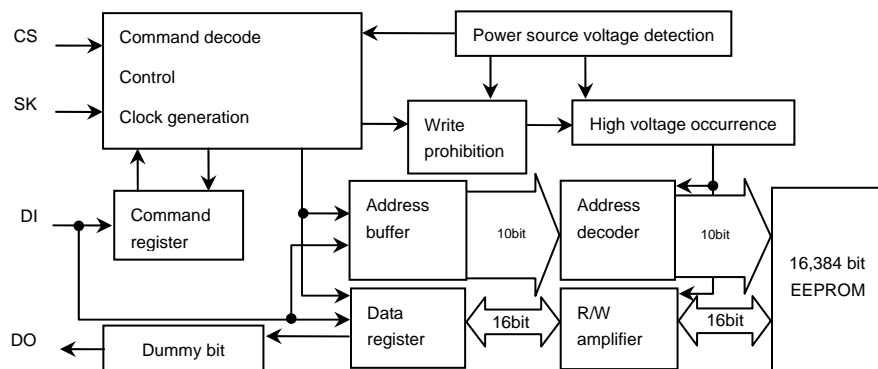 CS
Command decode
Power source voltage detection
Control
SK
Clock generation
Write
prohibition
High voltage occurrence
DI
Command
register
Address
buffer
10bit
Address
decoder
10bit
16,384 bit
EEPROM
Data
register
16bit
R/W
amplifier
16bit
DO
Dummy bit